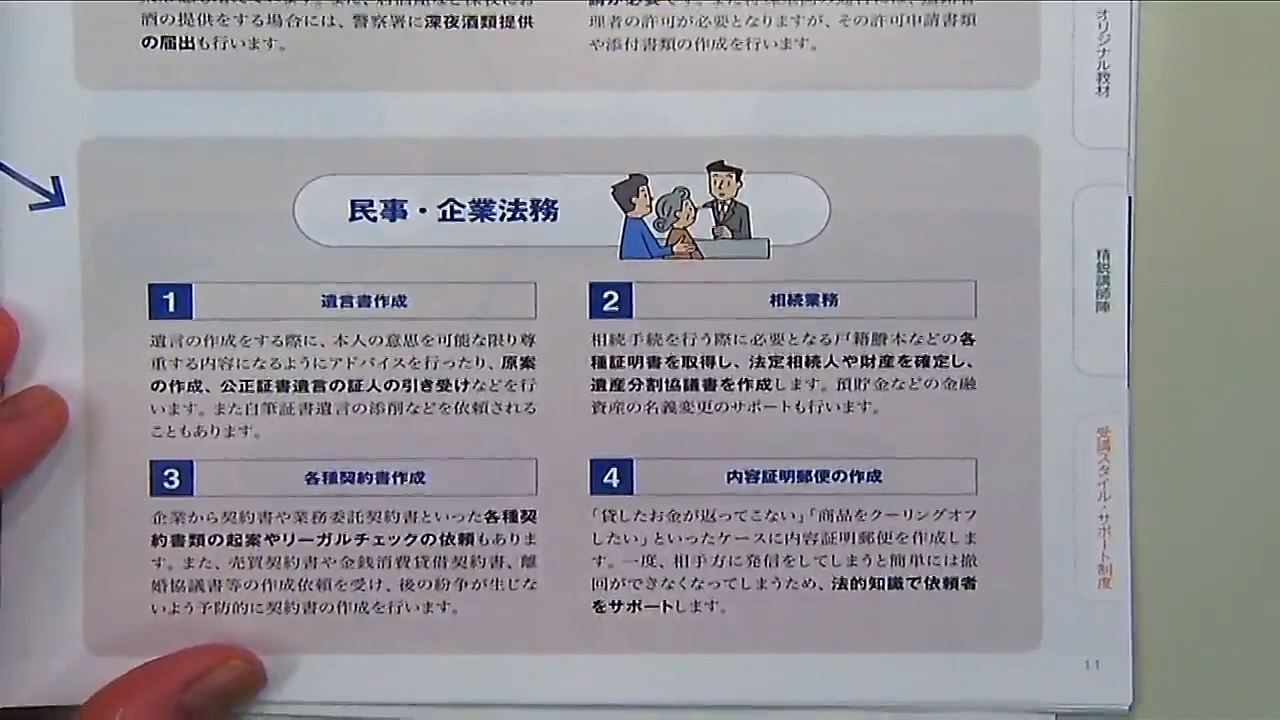 酒の提供をする場合には、警察署に深夜酒類提供
の届出も行います。
理者の許可が必要となりますが、その許可申請書類
や添付書類の作成を行います。
民事・企業法務
1 遺言書作成
遺言の作成をする際に、本人の意思を可能な限り尊
重する内容になるようにアドバイスを行ったり、原案
の作成、公正証書遺言の証人の引き受けなどを行
います。また自筆証書遺言の添削などを依頼される
こともあります。
2 相続業務
相続手続を行う際に必要となる戸籍謄本などの各
種証明書を取得し、法定相続人や財産を確定し、
遺産分割協議書を作成します。預貯金などの金融
資産の名義変更のサポートも行います。
3 各種契約書作成
企業から契約書や業務委託契約書といった各種契
約書類の起案やリーガルチェックの依頼もありま
す。また、売買契約書や金銭消費貸借契約書、離
婚協議書等の作成依頼を受け、後の紛争が生じな
いよう予防的に契約書の作成を行います。
4 内容証明郵便の作成
「貸したお金が返ってこない」「商品をクーリングオフ
したい」といったケースに内容証明郵便を作成しま
す。一度、相手方に発信をしてしまうと簡単には撤
回ができなくなってしまうため、法的知識で依頼者
をサポートします。
オリジナル教材
精鋭講師陣
受講スタイル・サポート制度
11